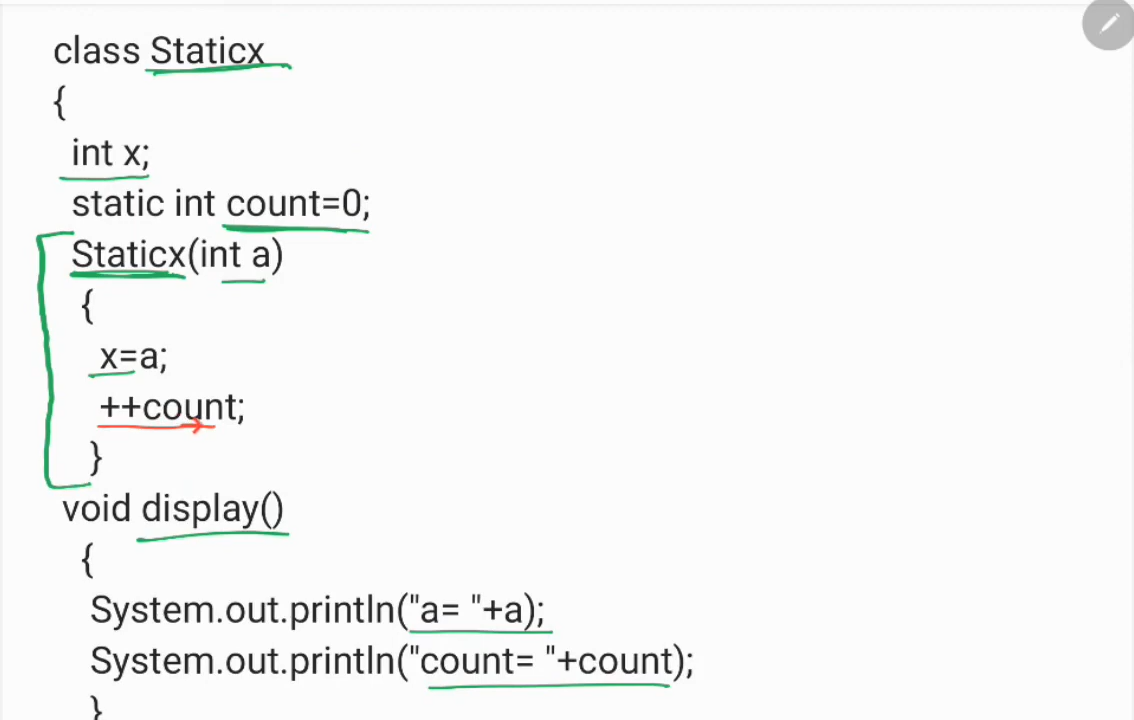 class Staticx
{
int x;
static int count=0;
Staticx(int a)
{
x=a;
++count;
}
void display()
{
System.out.println("a= "+a);
System.out.println("count= "+count);
}